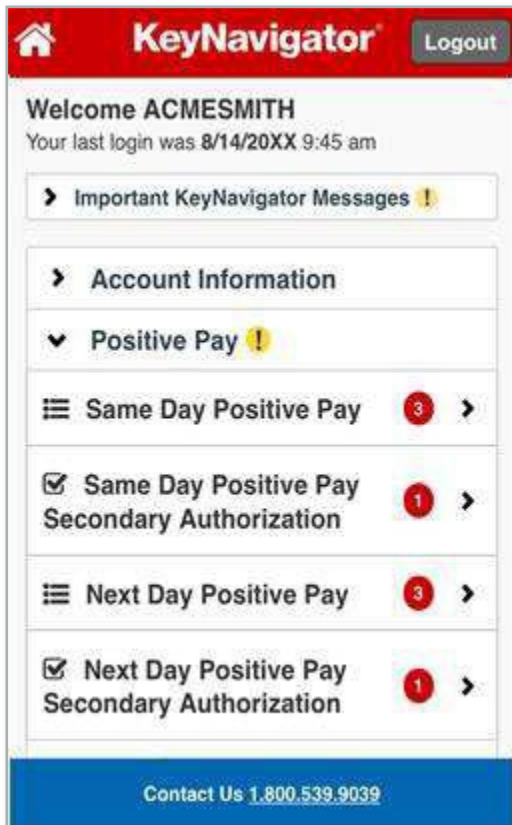 KeyNavigator
Logout
Welcome ACMESMITH
Your last login was 8/14/20XX 9:45 am
Important KeyNavigator Messages !
Account Information
Positive Pay !
Same Day Positive Pay 3
Same Day Positive Pay
Secondary Authorization 1
Next Day Positive Pay 3
Next Day Positive Pay
Secondary Authorization 1
Contact Us 1.800.539.9039